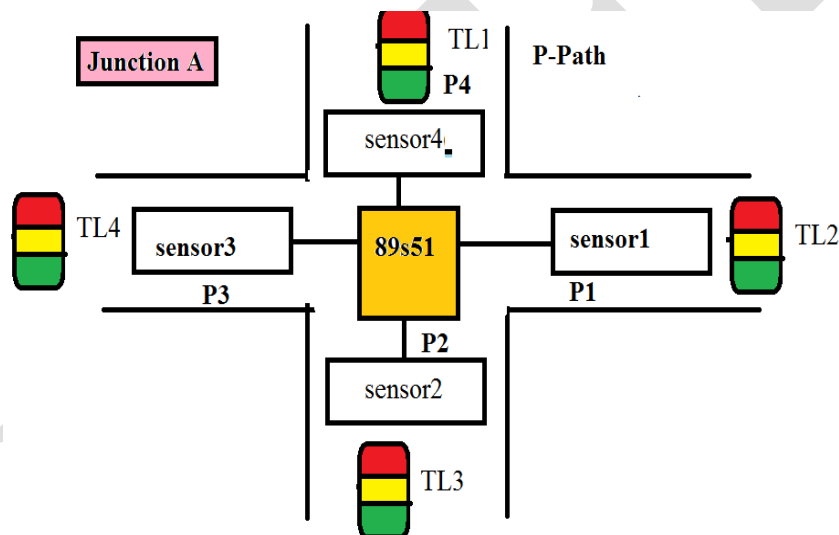 Junction A
TL1
P-Path
P4
sensor4
TL4
sensor3
89s51
sensor1
TL2
P3
P1
P2
sensor2
TL3